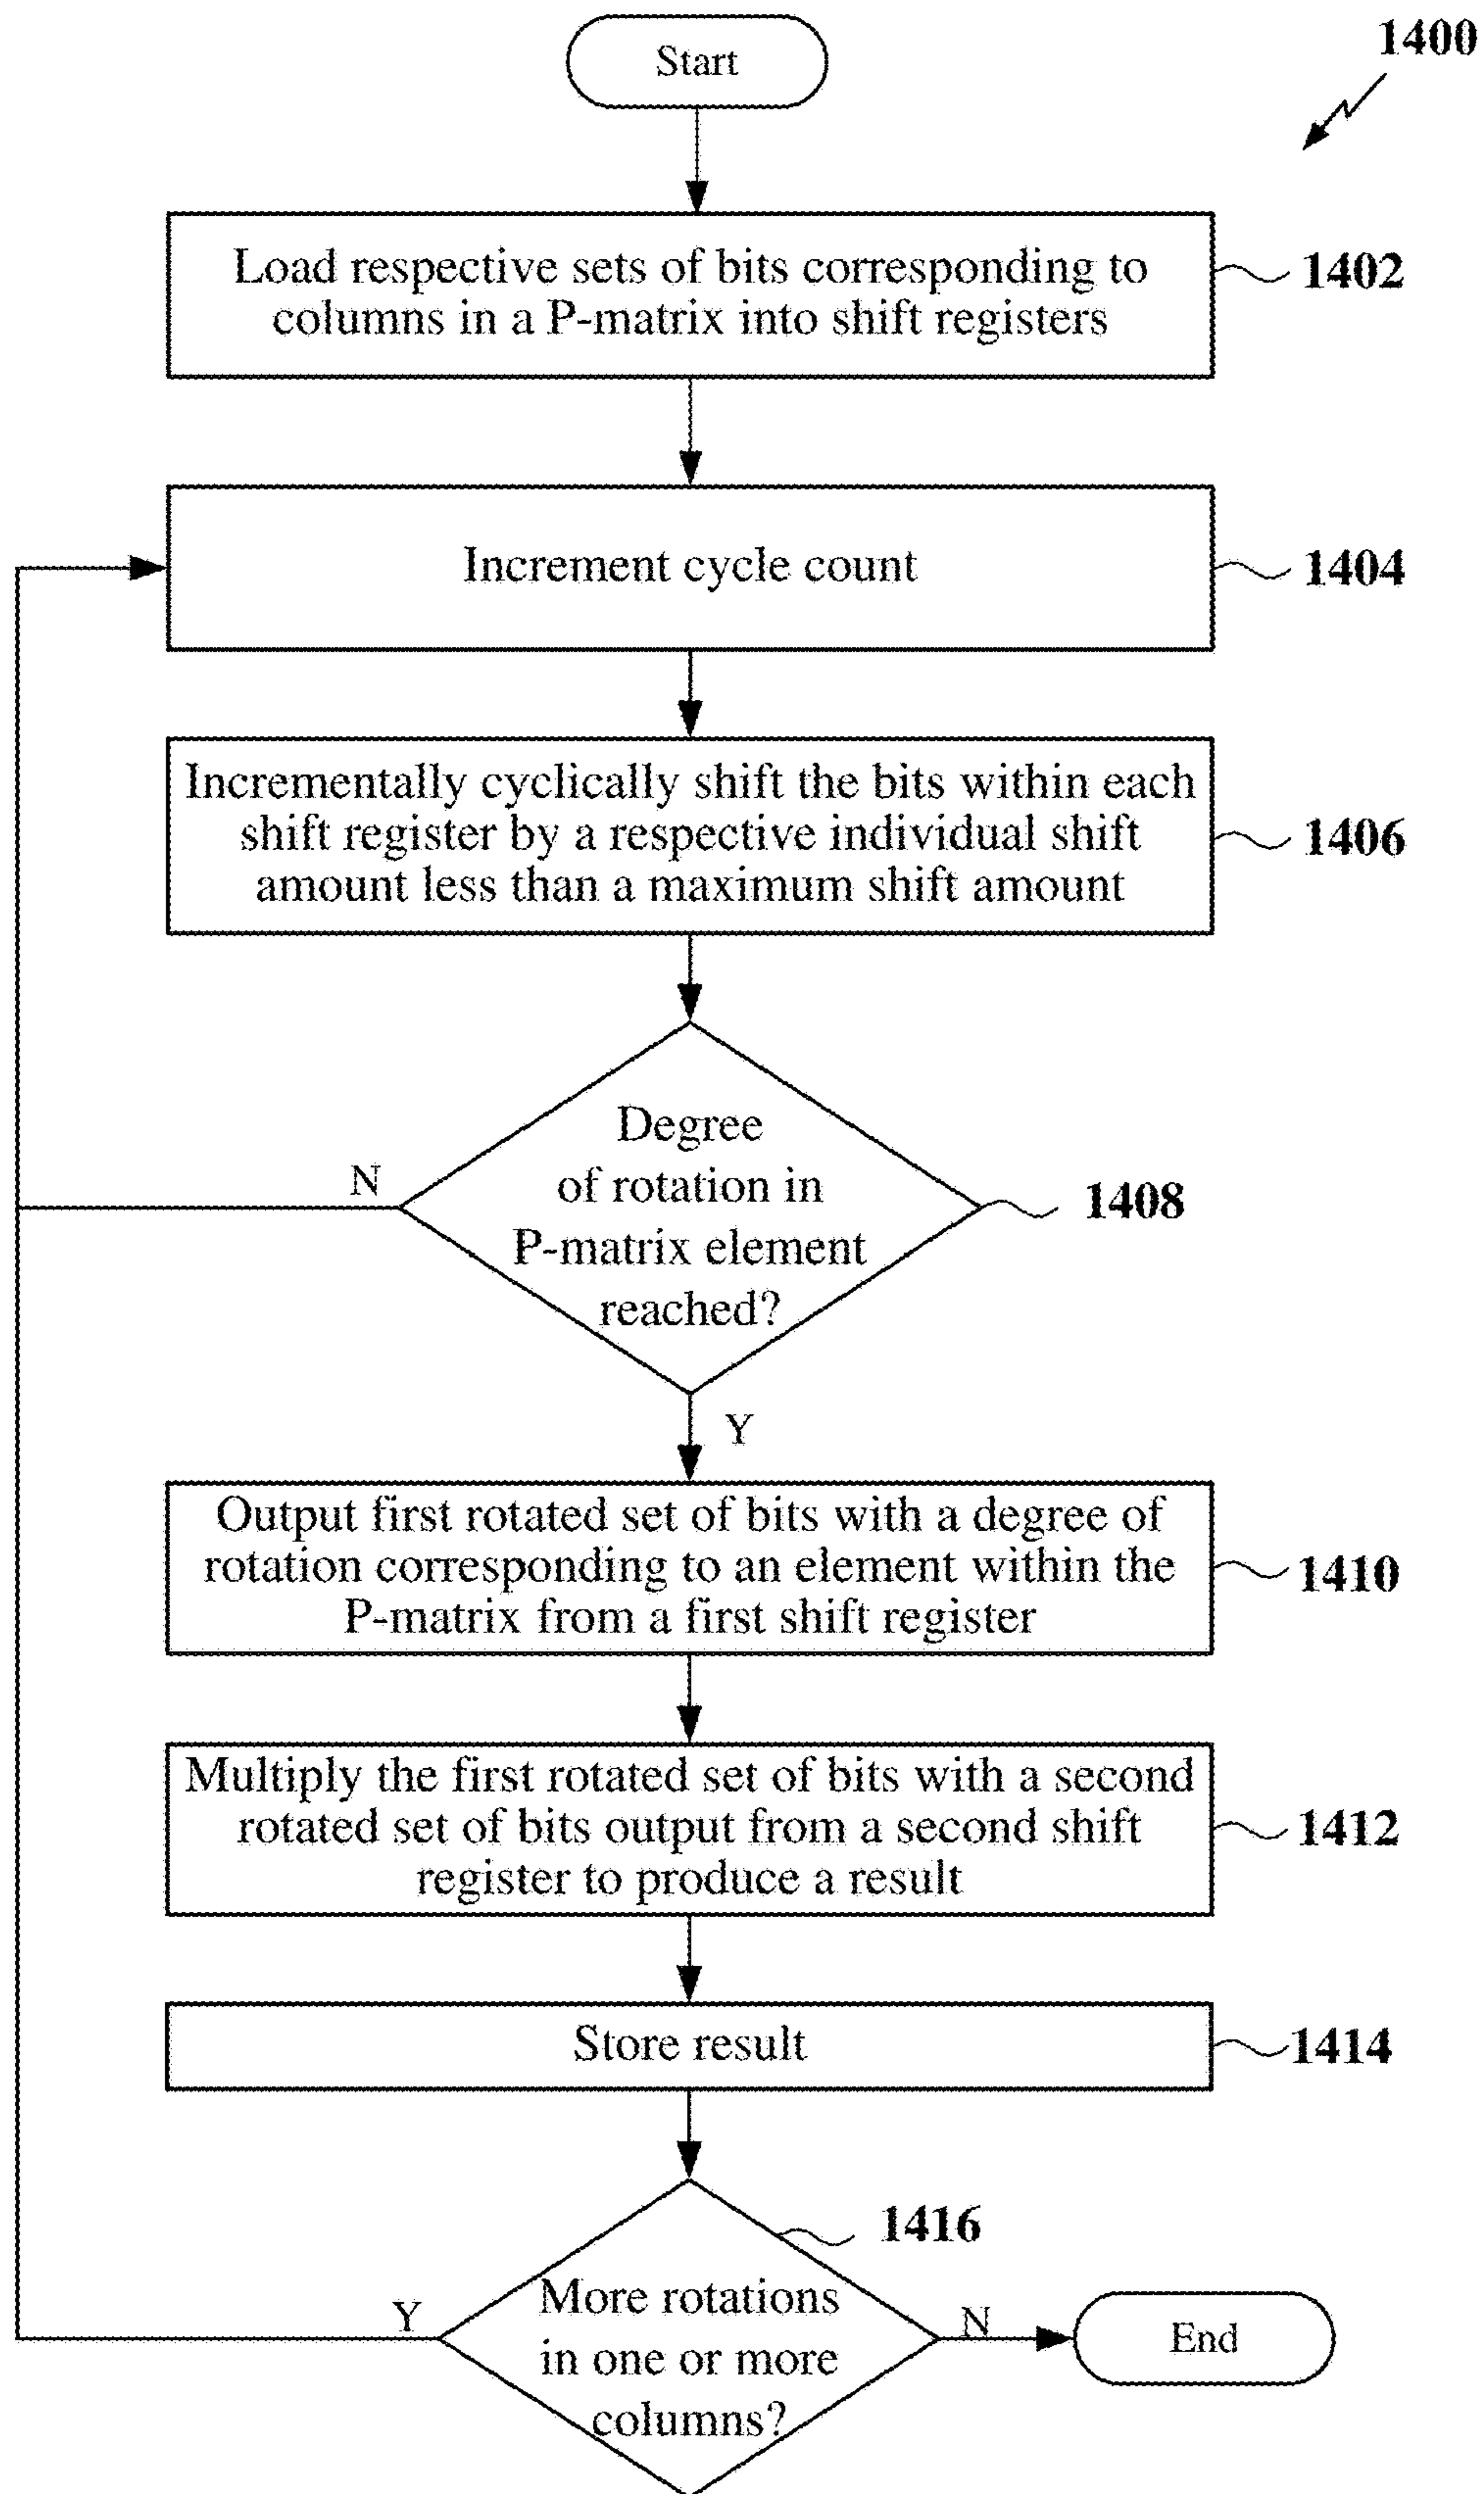 Start
1400
Load respective sets of bits corresponding to
columns in a P-matrix into shift registers
1402
Increment cycle count
1404
Incrementally cyclically shift the bits within each
shift register by a respective individual shift
amount less than a maximum shift amount
1406
Degree
of rotation in
P-matrix element
reached?
1408
N
Y
Output first rotated set of bits with a degree of
rotation corresponding to an element within the
P-matrix from a first shift register
1410
Multiply the first rotated set of bits with a second
rotated set of bits output from a second shift
register to produce a result
1412
Store result
1414
More rotations
in one or more
columns?
1416
Y
N
End